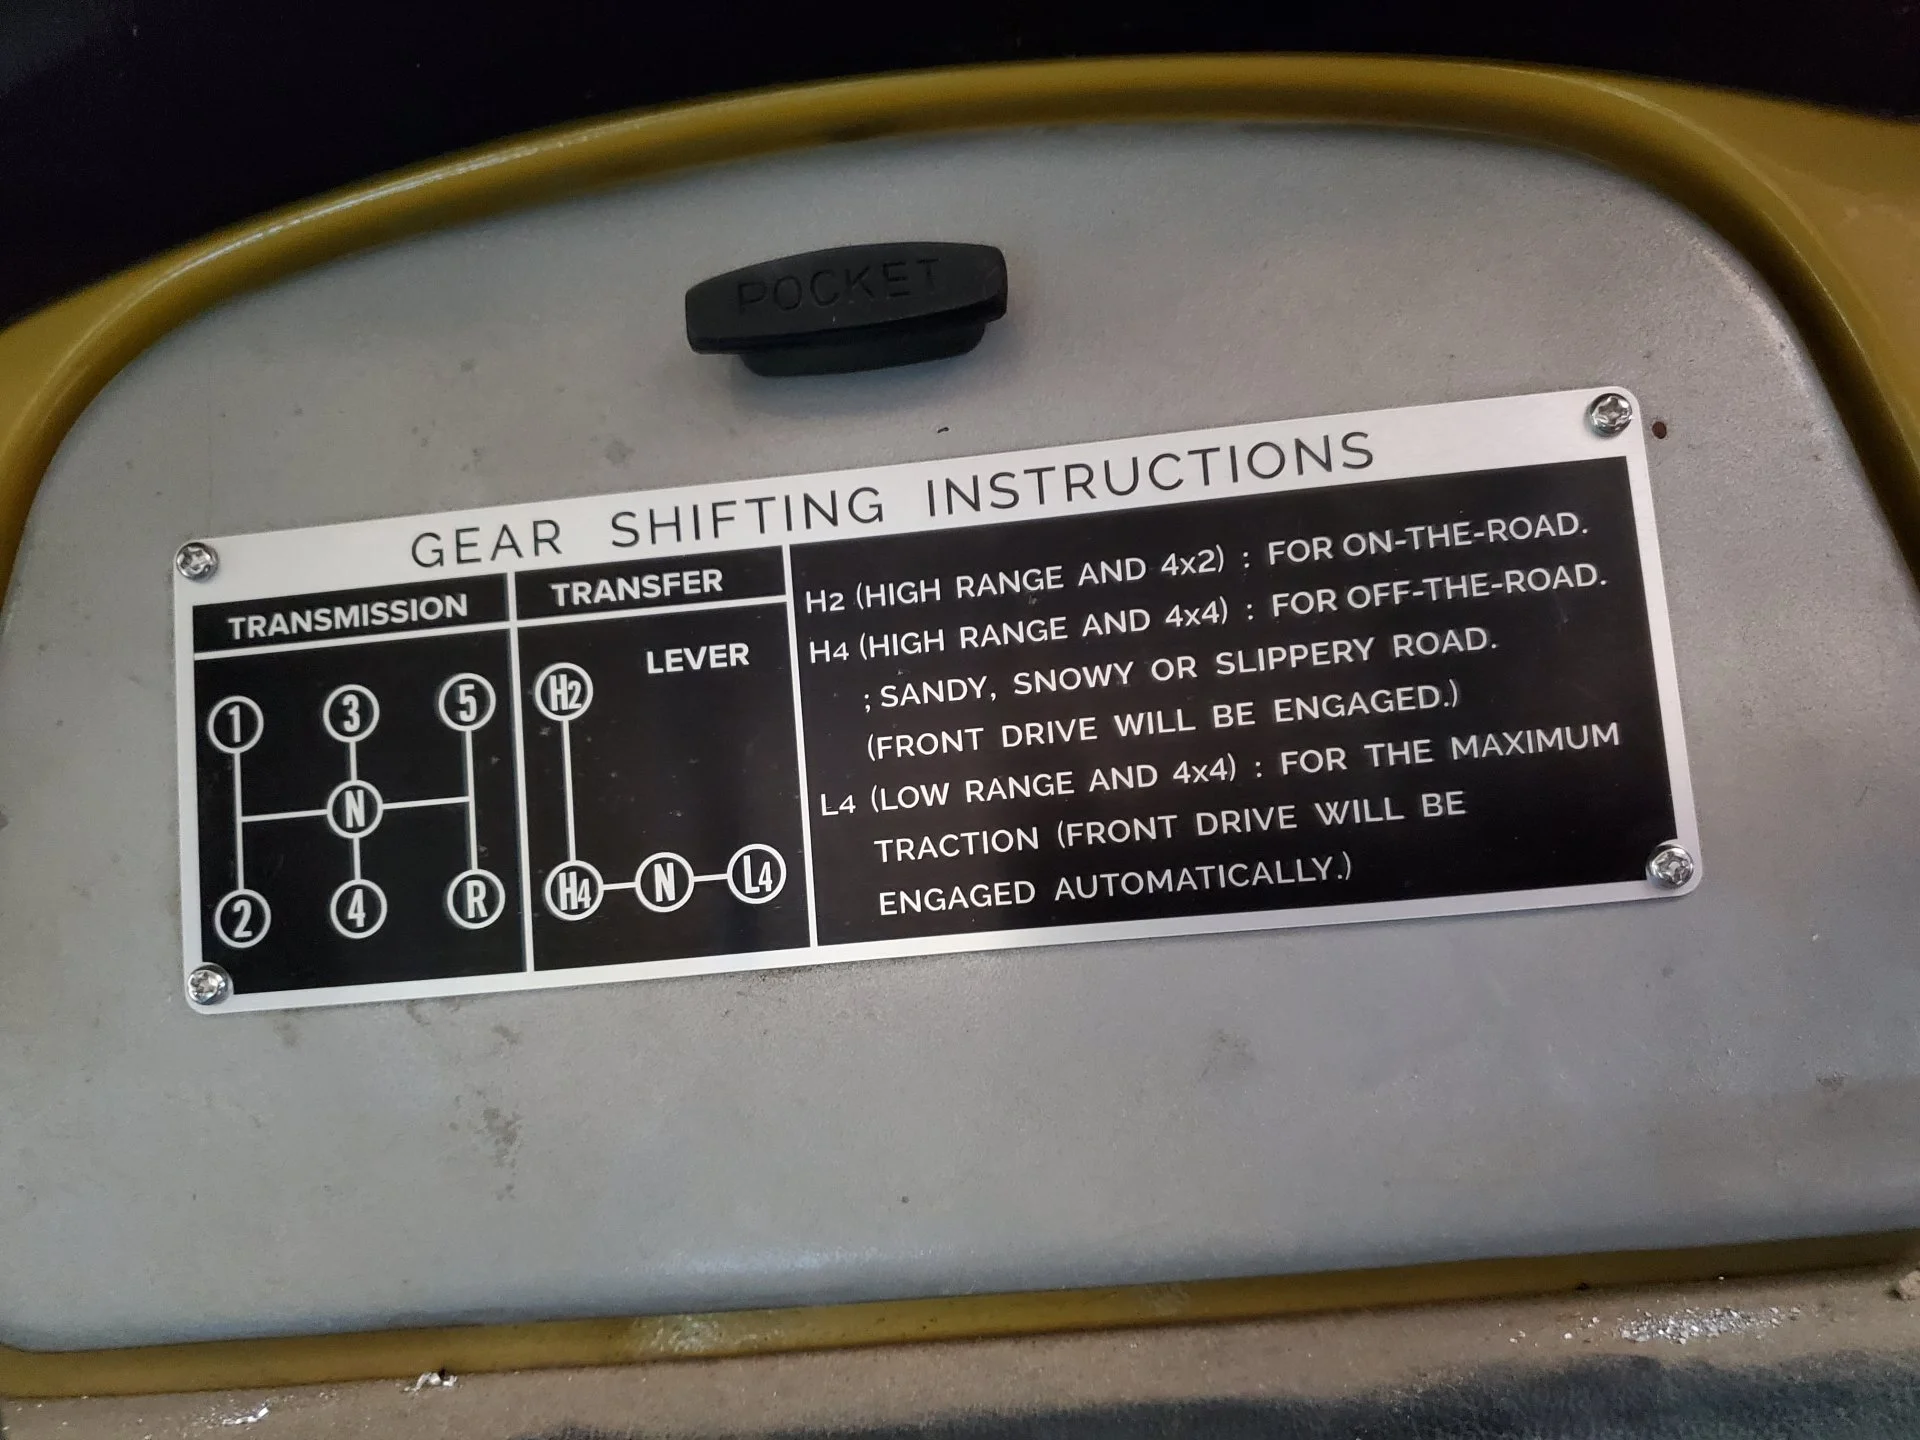 POCKET
GEAR SHIFTING INSTRUCTIONS
TRANSMISSION
1 3 5
N
2 4 R
TRANSFER
LEVER
H2
H4 N L4
H2 (HIGH RANGE AND 4x2) : FOR ON-THE-ROAD.
H4 (HIGH RANGE AND 4x4) : FOR OFF-THE-ROAD.
; SANDY, SNOWY OR SLIPPERY ROAD.
(FRONT DRIVE WILL BE ENGAGED.)
L4 (LOW RANGE AND 4x4) : FOR THE MAXIMUM
TRACTION (FRONT DRIVE WILL BE
ENGAGED AUTOMATICALLY.)